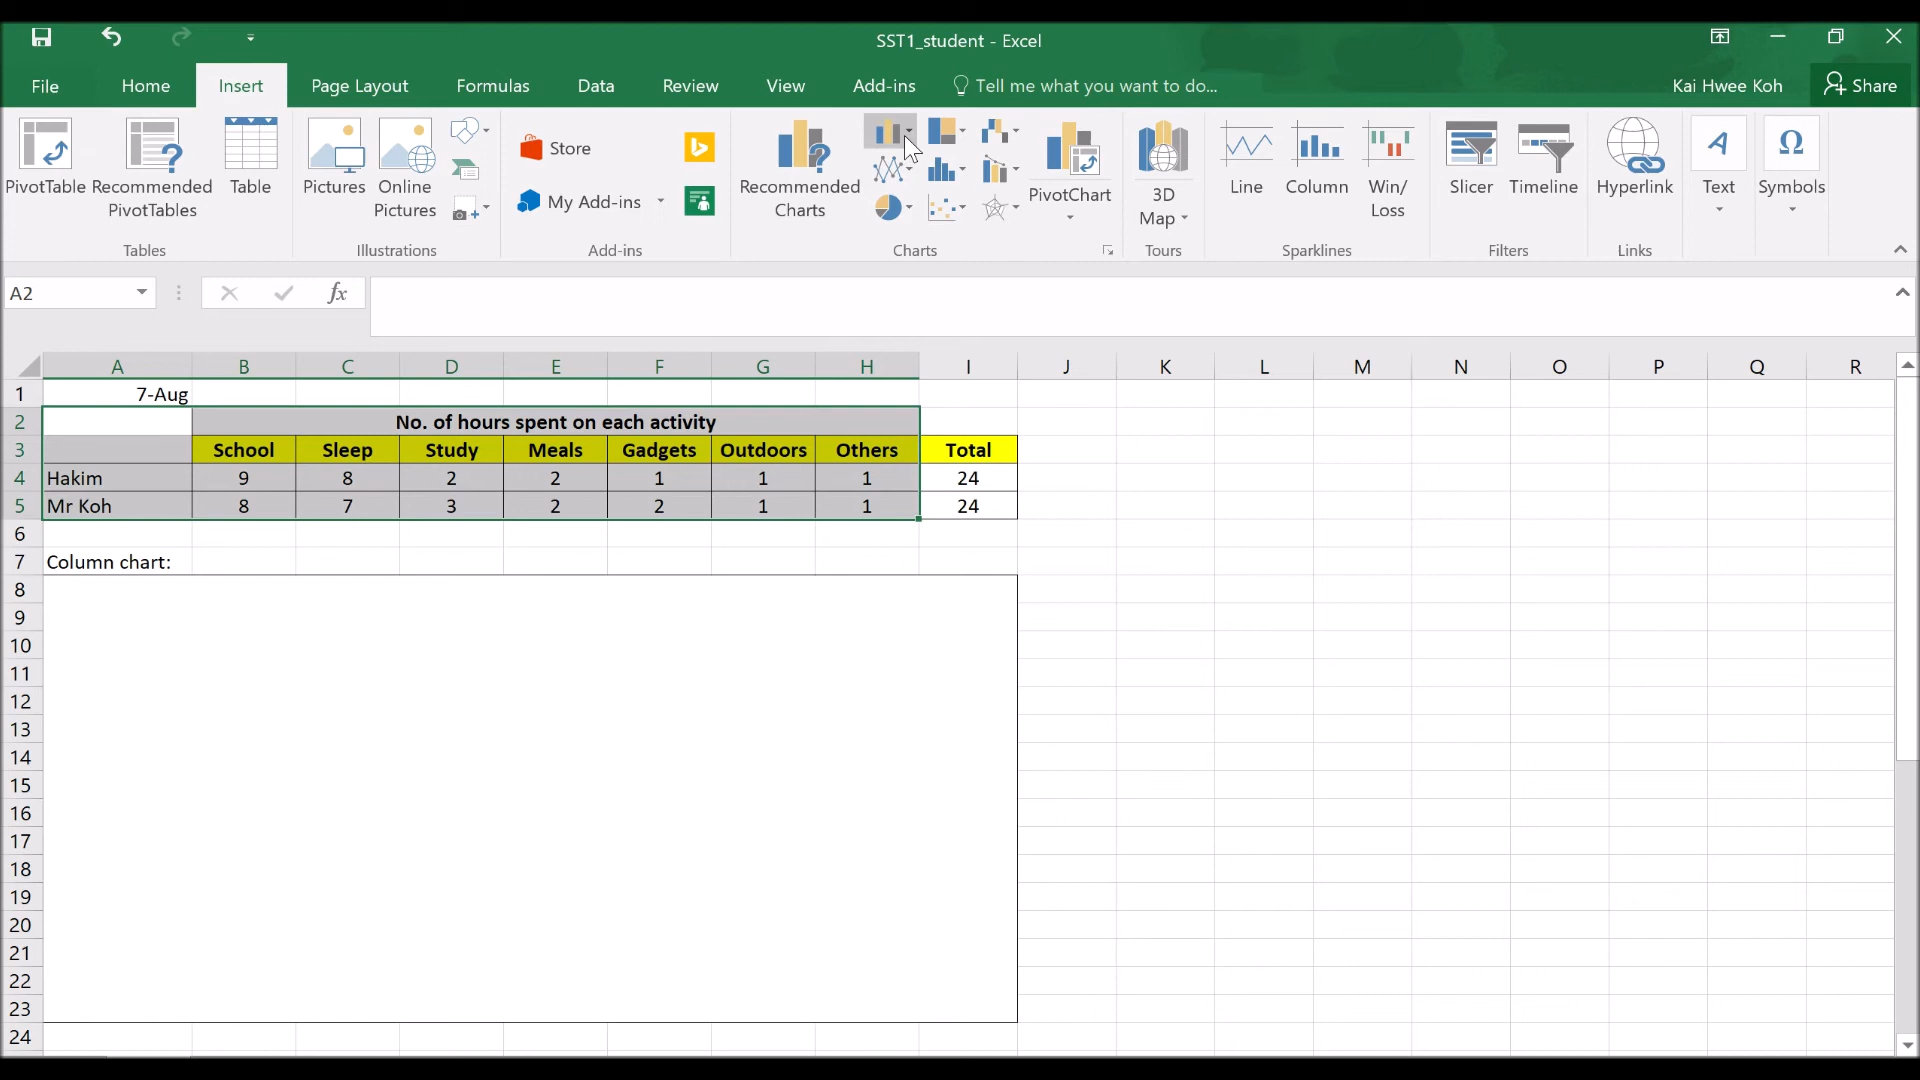 SST1_student - Excel
File Home Insert Page Layout Formulas Data Review View Add-ins Tell me what you want to do... Kai Hwee Koh Share
PivotTable
Recommended
PivotTables
Table
Pictures
Online
Pictures
Store
My Add-ins
Recommended
Charts
PivotChart
3D
Map
Line
Column
Win/
Loss
Slicer
Timeline
Hyperlink
Text
Symbols
Tables Illustrations Add-ins Charts Tours Sparklines Filters Links
A2 fx
A B C D E F G H I J K L M N O P Q R
1 7-Aug
2 No. of hours spent on each activity
3 School Sleep Study Meals Gadgets Outdoors Others Total
4 Hakim 9 8 2 2 1 1 1 24
5 Mr Koh 8 7 3 2 2 1 1 24
6
7 Column chart:
8
9
10
11
12
13
14
15
16
17
18
19
20
21
22
23
24